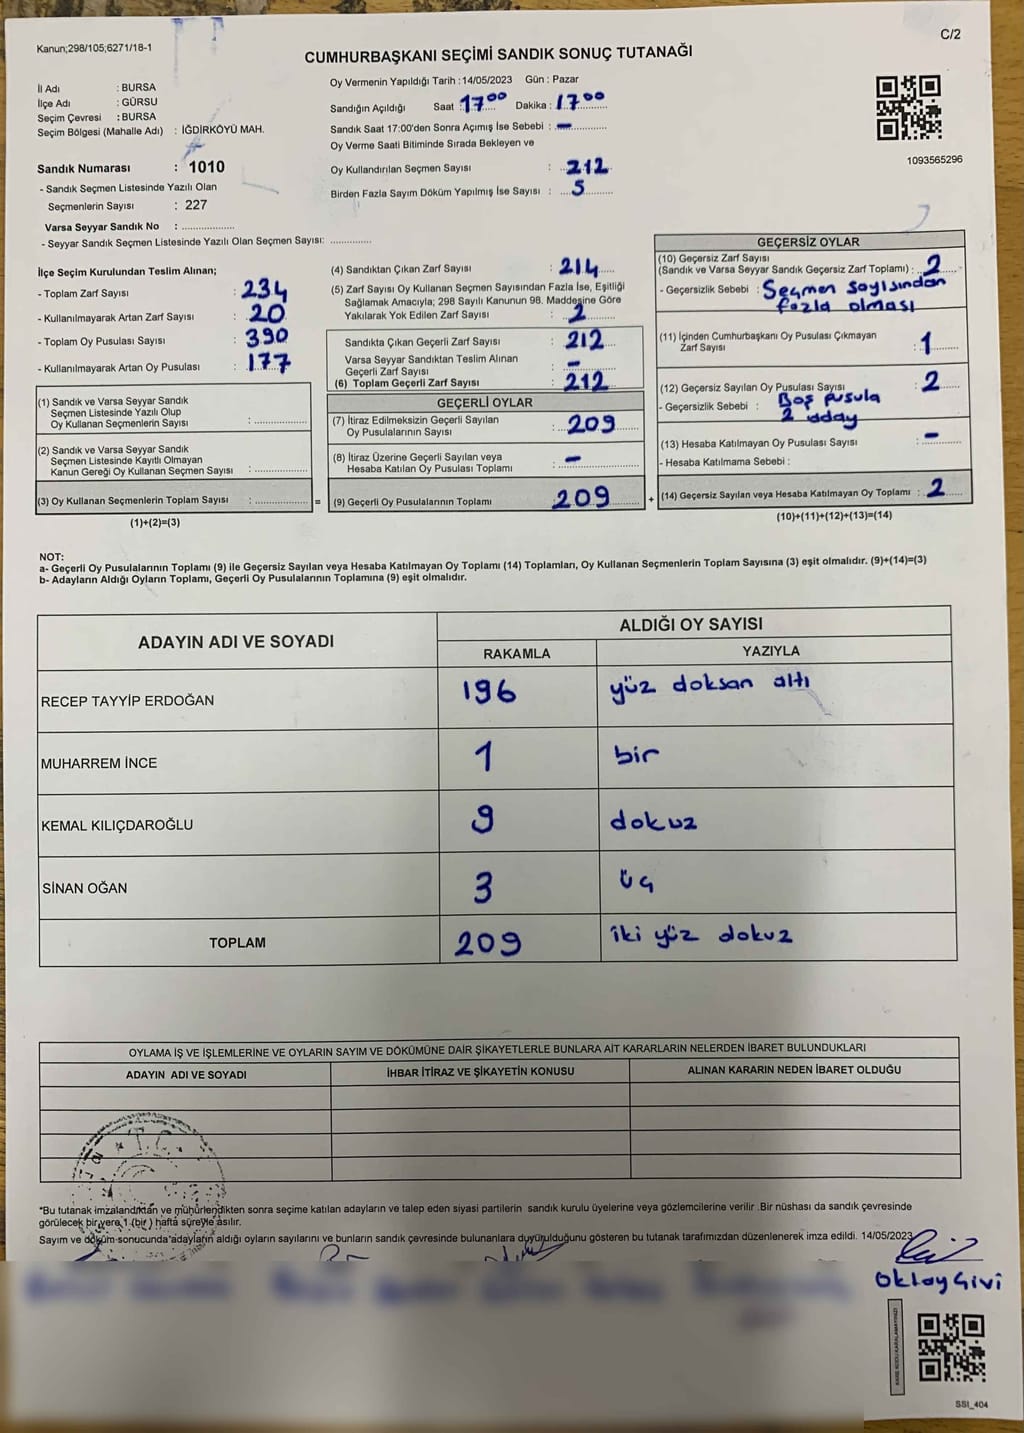 Kanun;298/105;6271/18-1
C/2
CUMHURBAŞKANI SEÇİMİ SANDIK SONUÇ TUTANAĞI
İl Adı : BURSA
İlçe Adı : GÜRSU
Seçim Çevresi : BURSA
Seçim Bölgesi (Mahalle Adı) : IĞDIRKÖYÜ MAH.
Sandık Numarası : 1010
- Sandık Seçmen Listesinde Yazılı Olan
Seçmenlerin Sayısı : 227
Varsa Seyyar Sandık No :
- Seyyar Sandık Seçmen Listesinde Yazılı Olan Seçmen Sayısı:
Oy Vermenin Yapıldığı Tarih : 14/05/2023 Gün : Pazar
Sandığın Açıldığı Saat : 17⁰⁰ Dakika : 17⁰⁰
Sandık Saat 17:00'den Sonra Açımış İse Sebebi : -
Oy Verme Saati Bitiminde Sırada Bekleyen ve
Oy Kullandırılan Seçmen Sayısı : 212
Birden Fazla Sayım Döküm Yapılmış İse Sayısı : 5
1093565296
İlçe Seçim Kurulundan Teslim Alınan;
- Toplam Zarf Sayısı : 234
- Kullanılmayarak Artan Zarf Sayısı : 20
- Toplam Oy Pusulası Sayısı : 390
- Kullanılmayarak Artan Oy Pusulası : 177
(1) Sandık ve Varsa Seyyar Sandık
Seçmen Listesinde Yazılı Olup
Oy Kullanan Seçmenlerin Sayısı :
(2) Sandık ve Varsa Seyyar Sandık
Seçmen Listesinde Kayıtlı Olmayan
Kanun Gereği Oy Kullanan Seçmen Sayısı :
(3) Oy Kullanan Seçmenlerin Toplam Sayısı : =
(1)+(2)=(3)
(4) Sandıktan Çıkan Zarf Sayısı : 214
(5) Zarf Sayısı Oy Kullanan Seçmen Sayısından Fazla İse, Eşitliği
Sağlamak Amacıyla; 298 Sayılı Kanunun 98. Maddesine Göre
Yakılarak Yok Edilen Zarf Sayısı : 2
Sandıkta Çıkan Geçerli Zarf Sayısı : 212
Varsa Seyyar Sandıktan Teslim Alınan
Geçerli Zarf Sayısı : -
(6) Toplam Geçerli Zarf Sayısı : 212
GEÇERLİ OYLAR
(7) İtiraz Edilmeksizin Geçerli Sayılan
Oy Pusulalarının Sayısı : 209
(8) İtiraz Üzerine Geçerli Sayılan veya
Hesaba Katılan Oy Pusulası Toplamı : -
(9) Geçerli Oy Pusulalarının Toplamı 209 +
GEÇERSİZ OYLAR
(10) Geçersiz Zarf Sayısı
(Sandık ve Varsa Seyyar Sandık Geçersiz Zarf Toplamı) : 2
- Geçersizlik Sebebi : Seçmen sayısından
fazla olması
(11) İçinden Cumhurbaşkanı Oy Pusulası Çıkmayan
Zarf Sayısı : 1
(12) Geçersiz Sayılan Oy Pusulası Sayısı : 2
- Geçersizlik Sebebi : Boş pusula
2 adday
(13) Hesaba Katılmayan Oy Pusulası Sayısı : -
- Hesaba Katılmama Sebebi :
(14) Geçersiz Sayılan veya Hesaba Katılmayan Oy Toplamı : 2
(10)+(11)+(12)+(13)=(14)
NOT:
a- Geçerli Oy Pusulalarının Toplamı (9) ile Geçersiz Sayılan veya Hesaba Katılmayan Oy Toplamı (14) Toplamları, Oy Kullanan Seçmenlerin Toplam Sayısına (3) eşit olmalıdır. (9)+(14)=(3)
b- Adayların Aldığı Oyların Toplamı, Geçerli Oy Pusulalarının Toplamına (9) eşit olmalıdır.
ADAYIN ADI VE SOYADI
ALDIĞI OY SAYISI
RAKAMLA YAZIYLA
RECEP TAYYİP ERDOĞAN 196 yüz doksan altı
MUHARREM İNCE 1 bir
KEMAL KILIÇDAROĞLU 9 dokuz
SİNAN OĞAN 3 üç
TOPLAM 209 iki yüz dokuz
OYLAMA İŞ VE İŞLEMLERİNE VE OYLARIN SAYIM VE DÖKÜMÜNE DAİR ŞİKAYETLERLE BUNLARA AİT KARARLARIN NELERDEN İBARET BULUNDUKLARI
ADAYIN ADI VE SOYADI İHBAR İTİRAZ VE ŞİKAYETİN KONUSU ALINAN KARARIN NEDEN İBARET OLDUĞU
T.C.
*Bu tutanak imzalandıktan ve mühürlendikten sonra seçime katılan adayların ve talep eden siyasi partilerin sandık kurulu üyelerine veya gözlemcilerine verilir .Bir nüshası da sandık çevresinde
görülecek bir yere 1 (bir ) hafta süreyle asılır.
Sayım ve döküm sonucunda adayların aldığı oyların sayılarını ve bunların sandık çevresinde bulunanlara duyurulduğunu gösteren bu tutanak tarafımızdan düzenlenerek imza edildi. 14/05/2023
Oktay Givi
KARE KODU KARALAMAYINIZ!
SSI_404